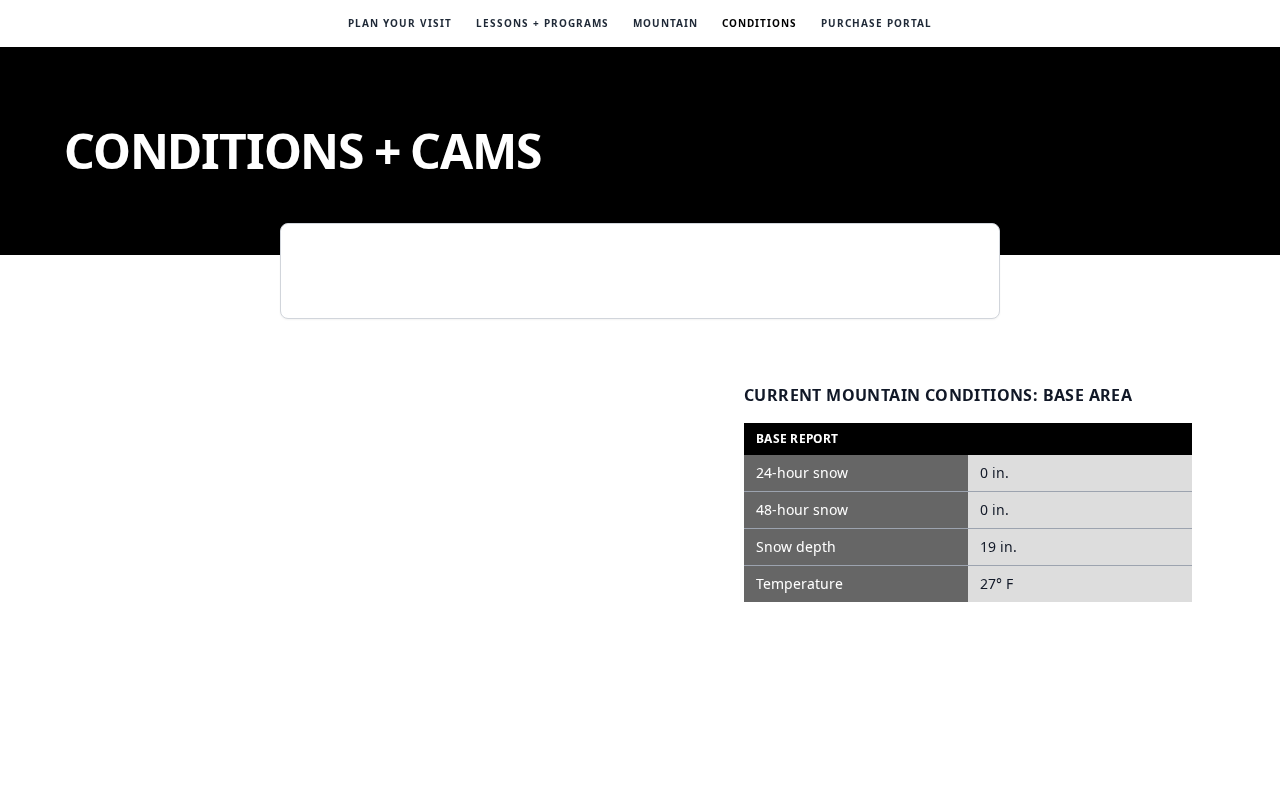 PLAN YOUR VISIT LESSONS + PROGRAMS MOUNTAIN CONDITIONS PURCHASE PORTAL
CONDITIONS + CAMS
CURRENT MOUNTAIN CONDITIONS: BASE AREA
BASE REPORT
24-hour snow 0 in.
48-hour snow 0 in.
Snow depth 19 in.
Temperature 27° F